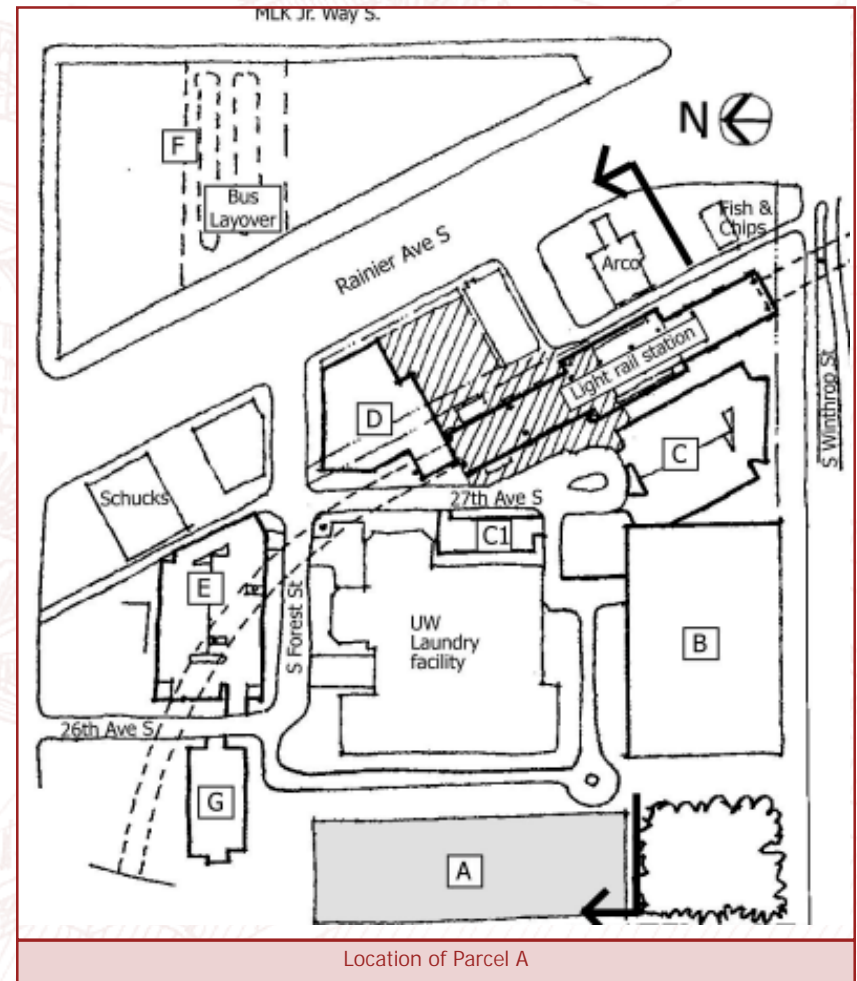 MLK Jr. Way S.
N
F
Bus
Layover
Rainier Ave S
Fish &
Chips
Arco
Light rail station
S Winthrop St
D
C
27th Ave S
Schucks
C1
E
S Forest St
UW
Laundry
facility
B
26th Ave S
G
A
Location of Parcel A